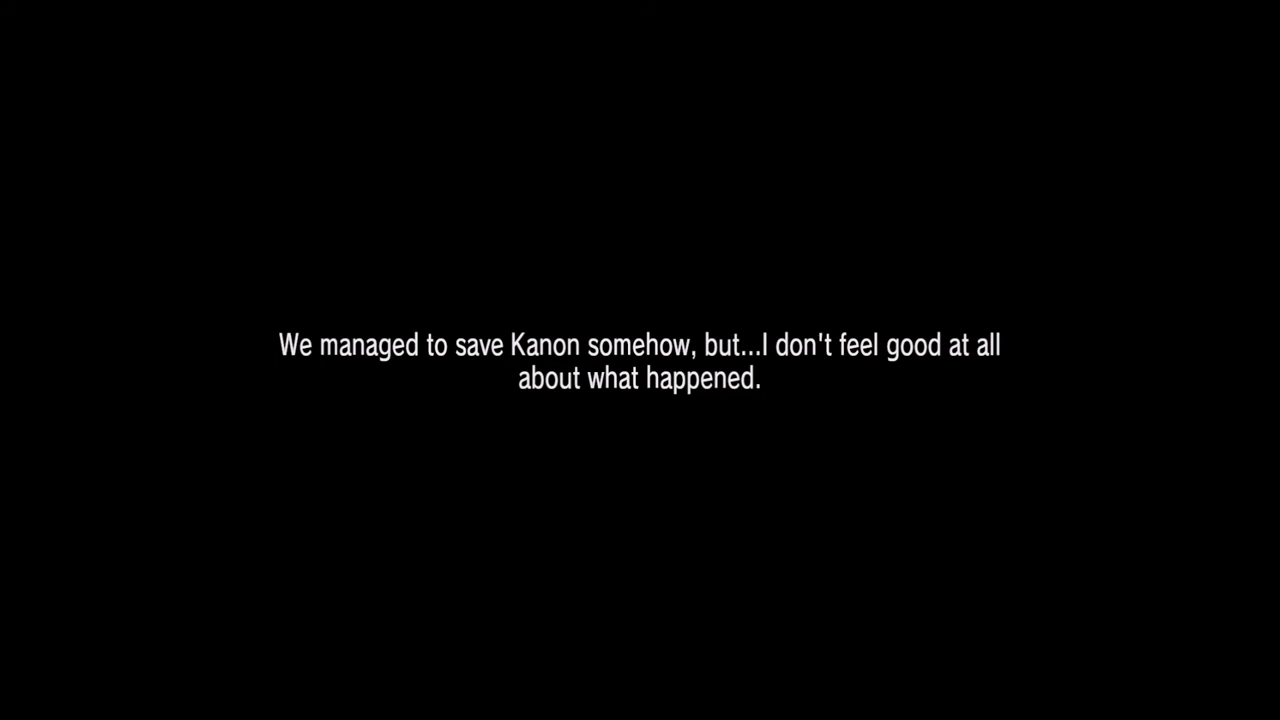 We managed to save Kanon somehow, but...I don't feel good at all
about what happened.